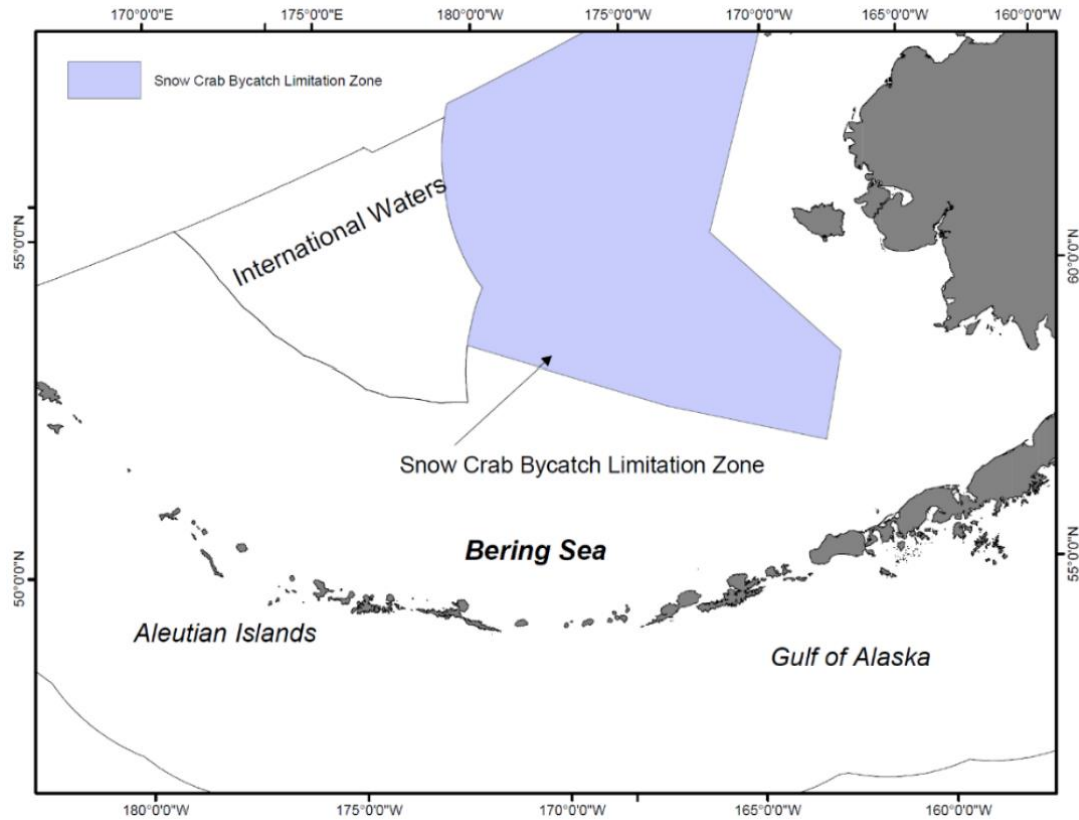 170°0'0"E 175°0'0"E 180°0'0"W 175°0'0"W 170°0'0"W 165°0'0"W 160°0'0"W
Snow Crab Bycatch Limitation Zone
International Waters
55°0'0"N
60°0'0"N
Snow Crab Bycatch Limitation Zone
Bering Sea
50°0'0"N
55°0'0"N
Aleutian Islands
Gulf of Alaska
180°0'0"W 175°0'0"W 170°0'0"W 165°0'0"W 160°0'0"W